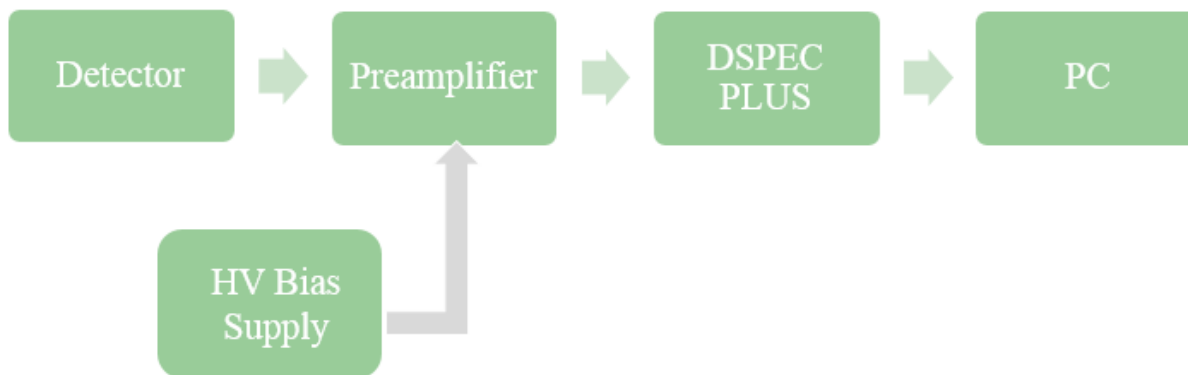 Detector
Preamplifier
DSPEC
PLUS
PC
HV Bias
Supply